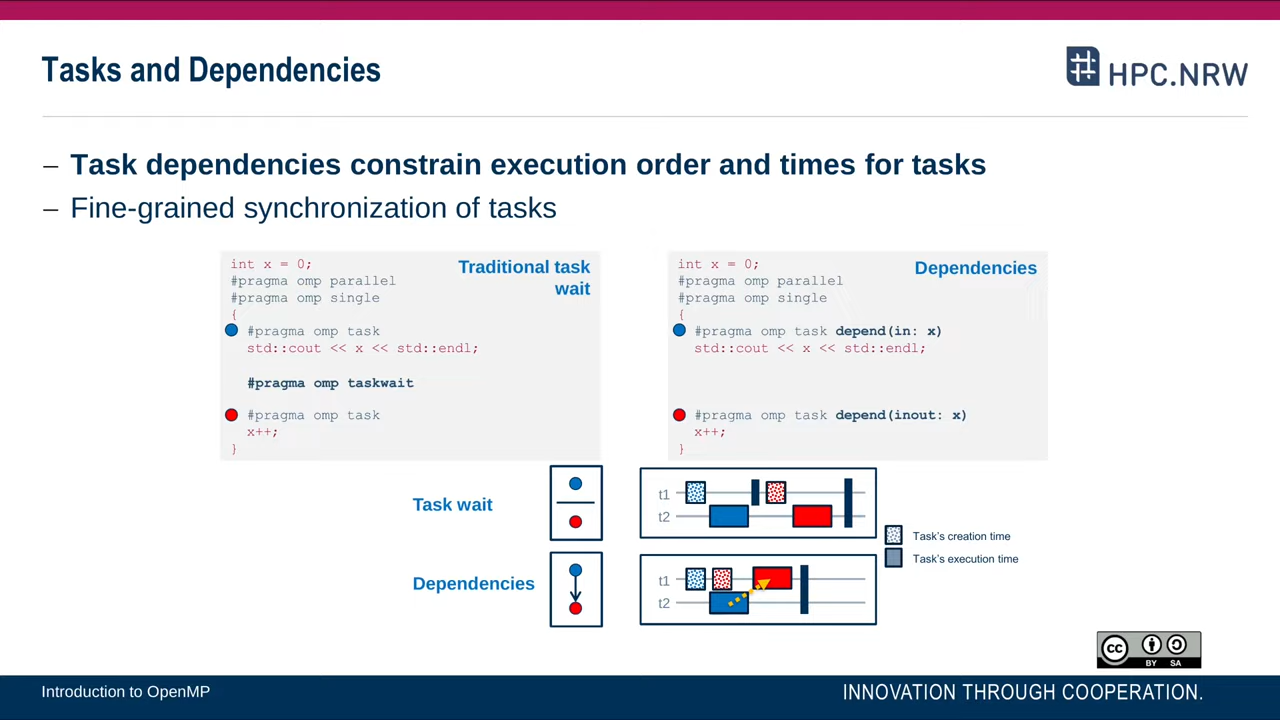 Tasks and Dependencies
HPC.NRW
– Task dependencies constrain execution order and times for tasks
– Fine-grained synchronization of tasks
Traditional task
wait
int x = 0;
#pragma omp parallel
#pragma omp single
{
#pragma omp task
std::cout << x << std::endl;
#pragma omp taskwait
#pragma omp task
x++;
}
Dependencies
int x = 0;
#pragma omp parallel
#pragma omp single
{
#pragma omp task depend(in: x)
std::cout << x << std::endl;
#pragma omp task depend(inout: x)
x++;
}
Task wait
t1
t2
Task's creation time
Task's execution time
Dependencies
t1
t2
cc
BY SA
Introduction to OpenMP
INNOVATION THROUGH COOPERATION.